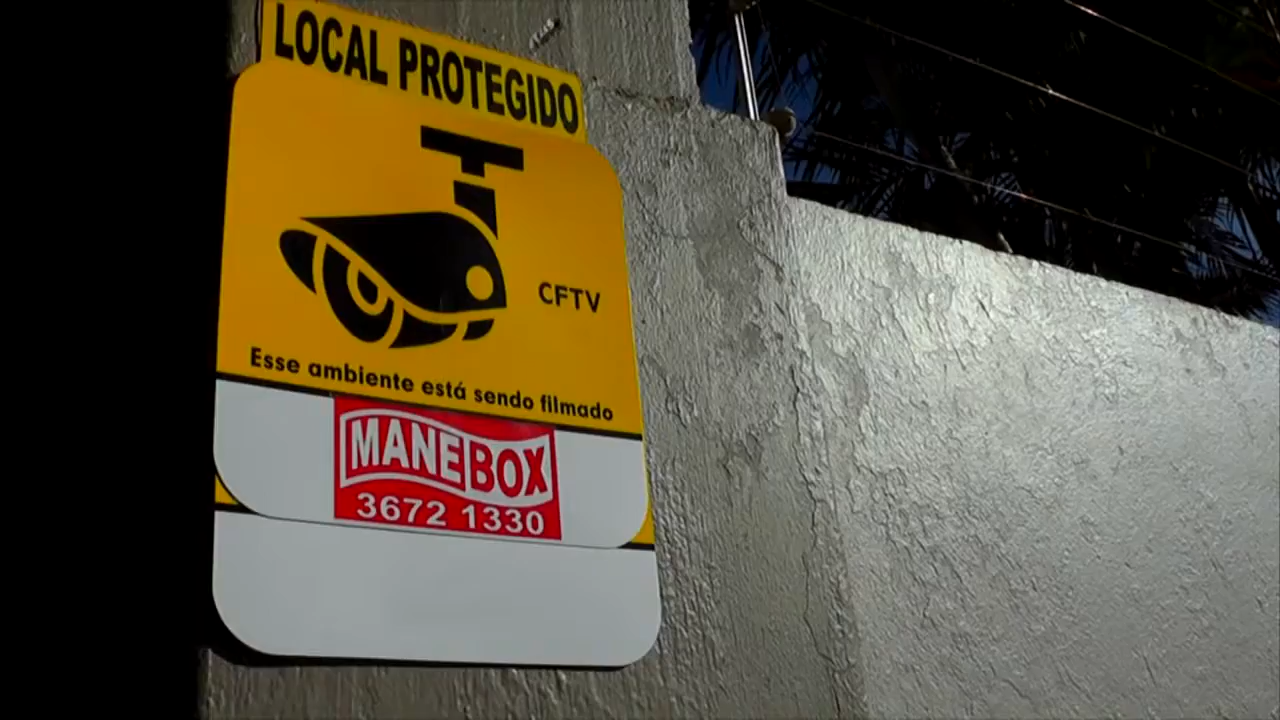 LOCAL PROTEGIDO
CFTV
Esse ambiente está sendo filmado
MANEBOX
3672 1330